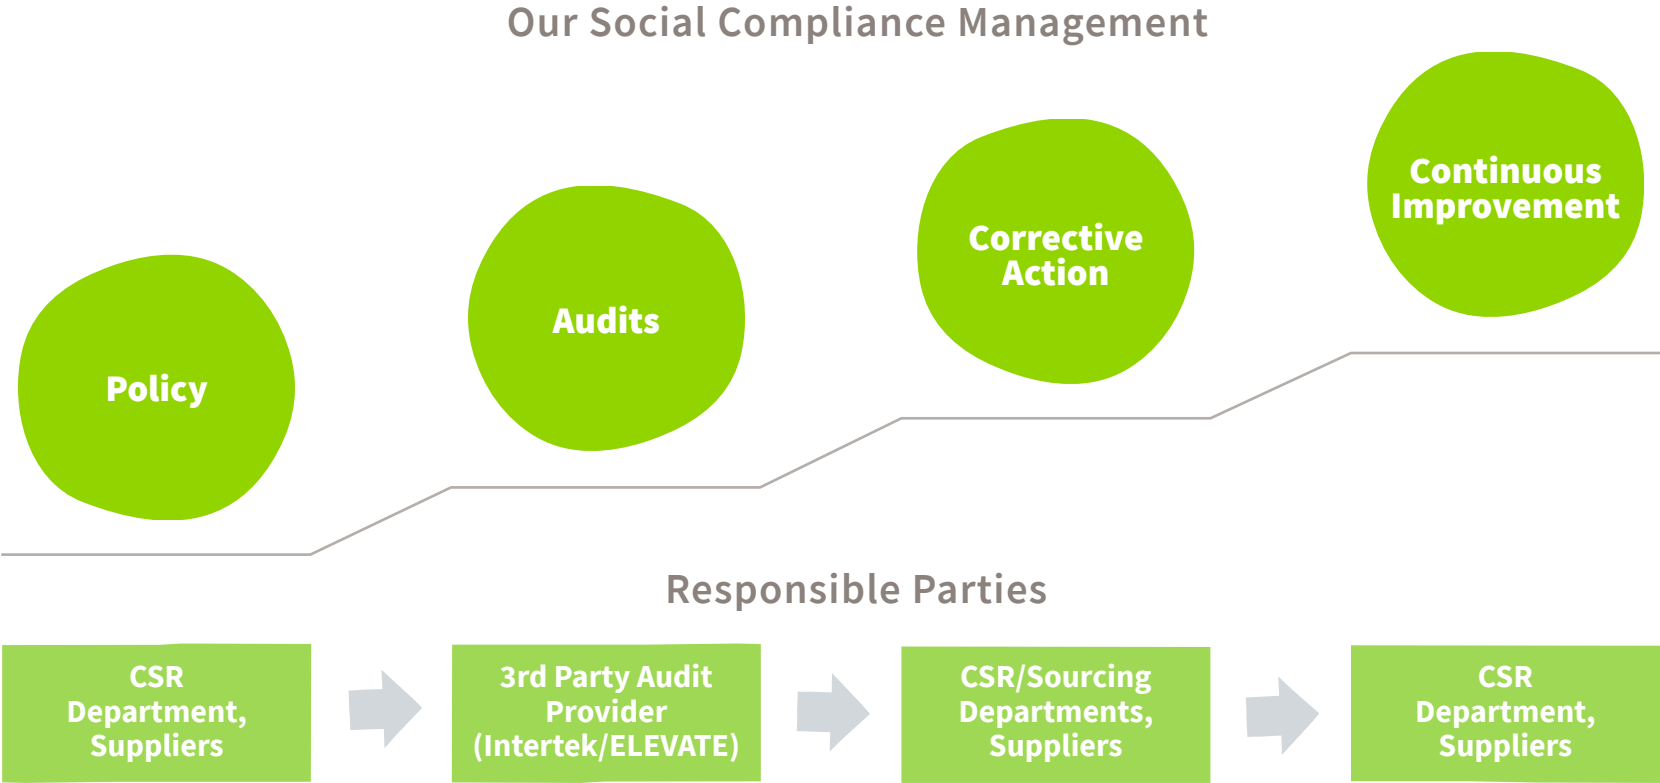 Our Social Compliance Management
Policy
Audits
Corrective
Action
Continuous
Improvement
Responsible Parties
CSR
Department,
Suppliers
3rd Party Audit
Provider
(Intertek/ELEVATE)
CSR/Sourcing
Departments,
Suppliers
CSR
Department,
Suppliers